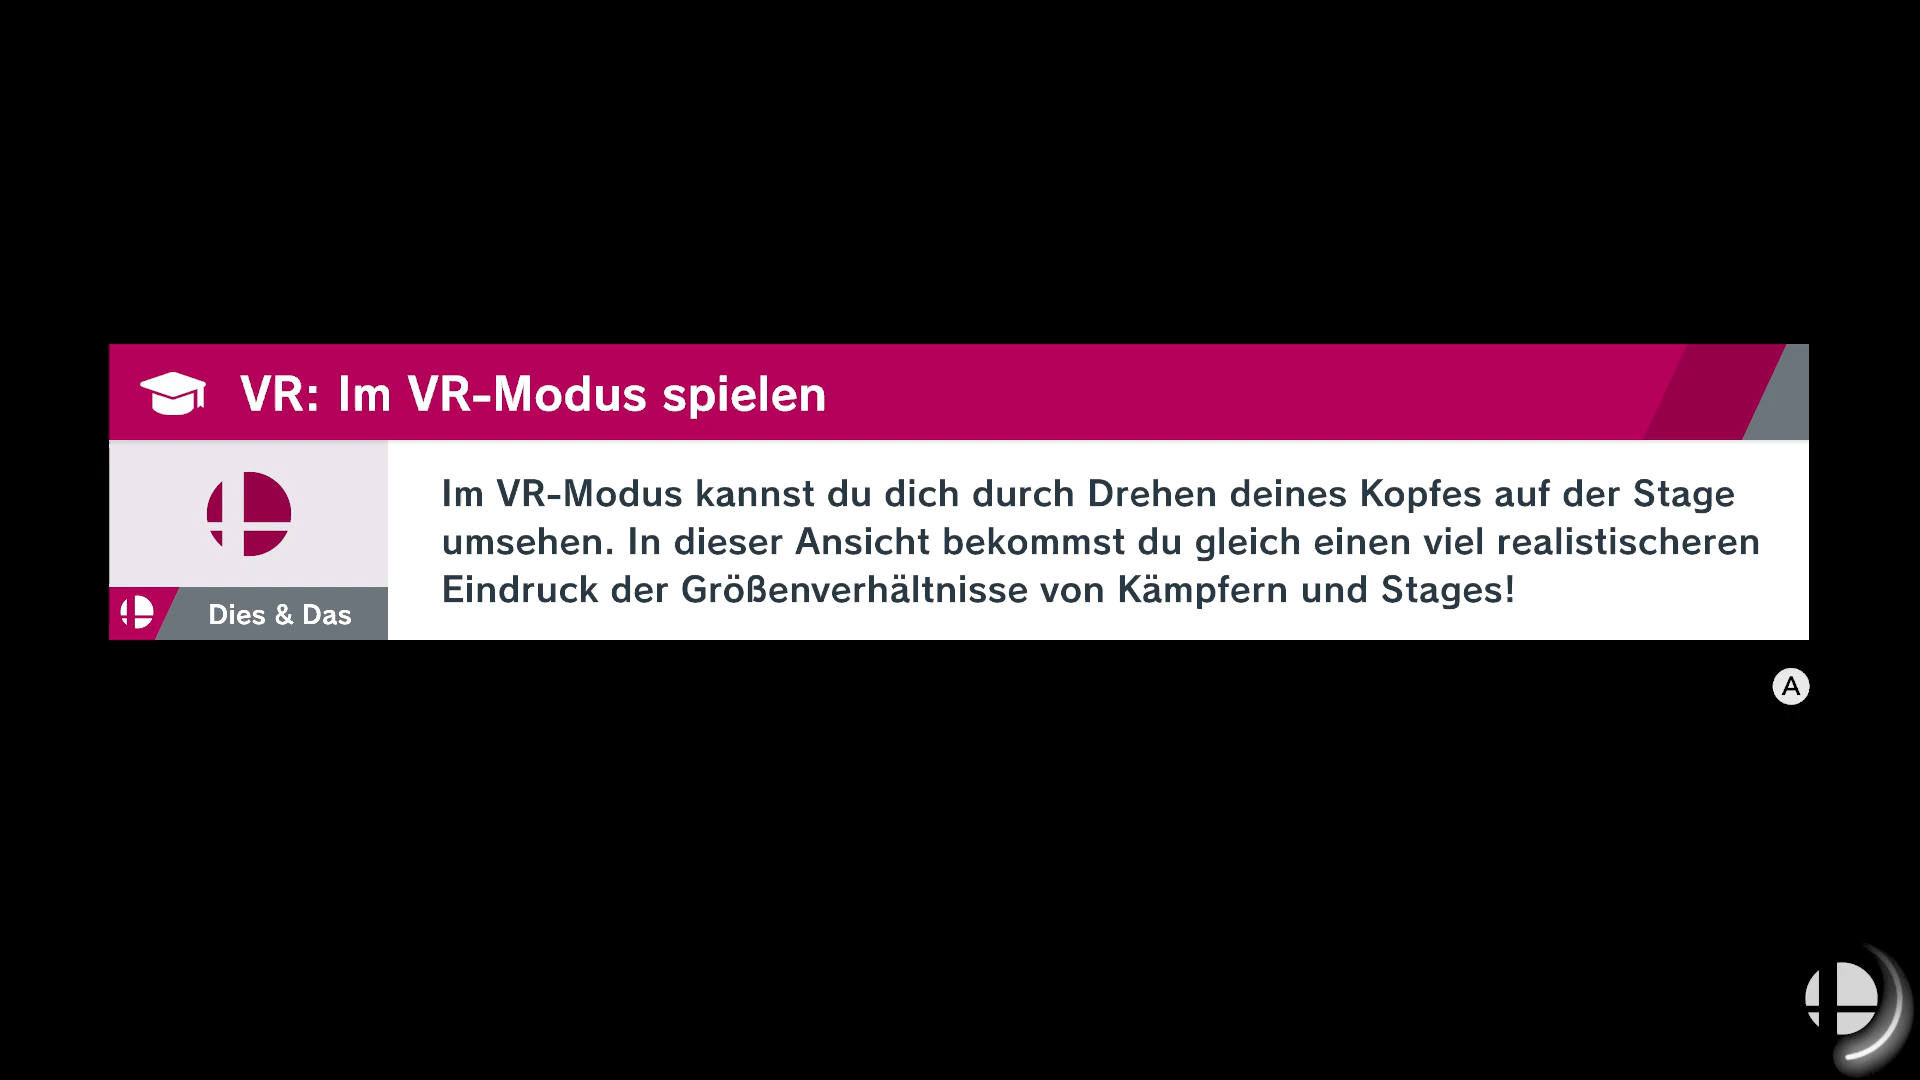 VR: Im VR-Modus spielen
Im VR-Modus kannst du dich durch Drehen deines Kopfes auf der Stage
umsehen. In dieser Ansicht bekommst du gleich einen viel realistischeren
Eindruck der Größenverhältnisse von Kämpfern und Stages!
Dies & Das
A